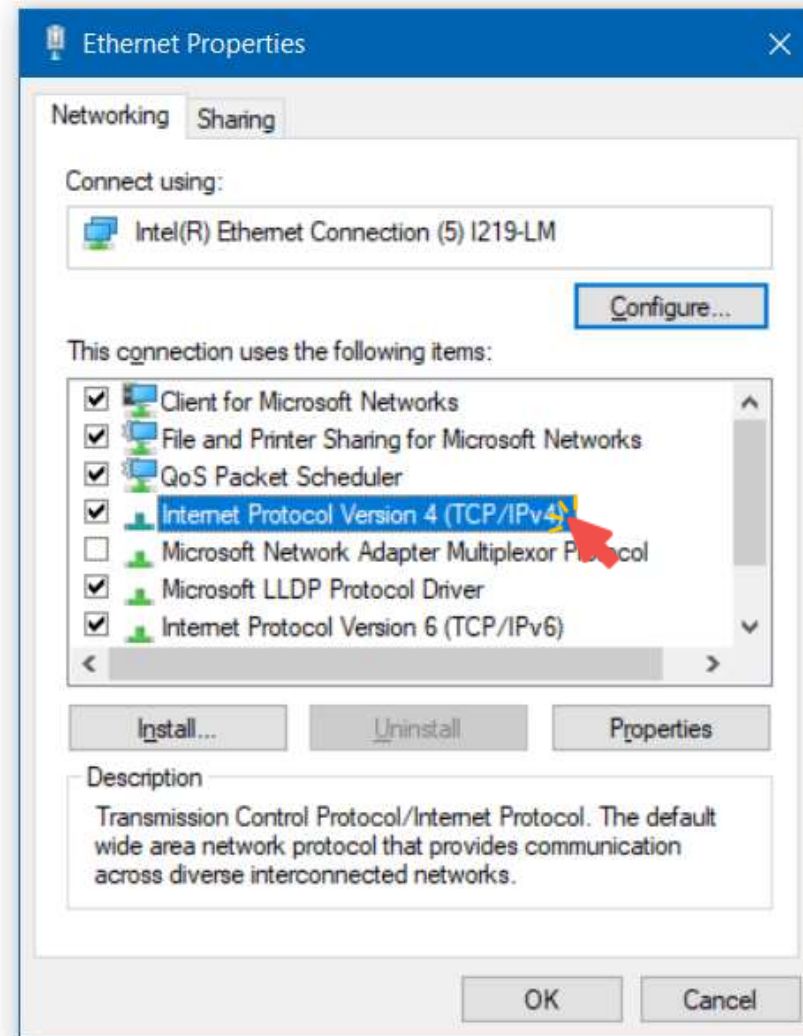 Ethernet Properties
Networking
Sharing
Connect using:
Intel(R) Ethernet Connection (5) I219-LM
Configure...
This connection uses the following items:
Client for Microsoft Networks
File and Printer Sharing for Microsoft Networks
QoS Packet Scheduler
Internet Protocol Version 4 (TCP/IPv4)
Microsoft Network Adapter Multiplexor Protocol
Microsoft LLDP Protocol Driver
Internet Protocol Version 6 (TCP/IPv6)
Install...
Uninstall
Properties
Description
Transmission Control Protocol/Internet Protocol. The default
wide area network protocol that provides communication
across diverse interconnected networks.
OK
Cancel